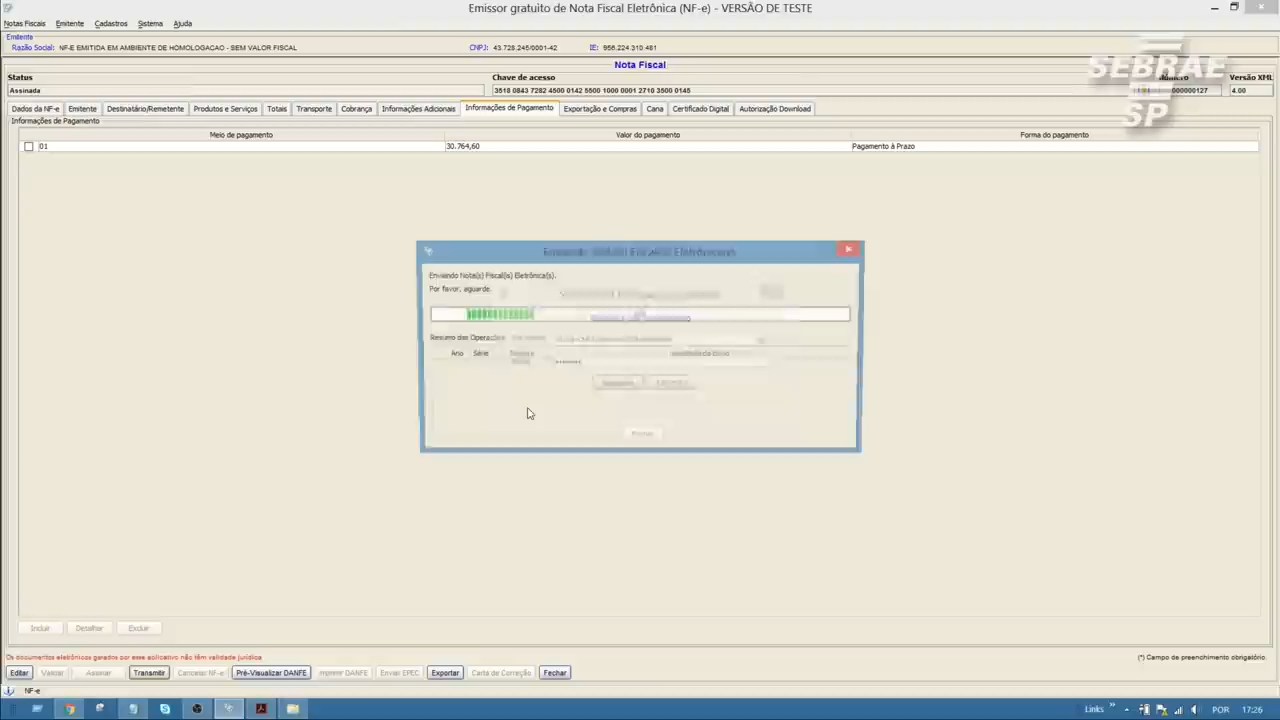 Emissor gratuito de Nota Fiscal Eletrônica (NF-e) - VERSÃO DE TESTE
Notas Fiscais Emitente Cadastros Sistema Ajuda
Emitente
Razão Social: NF-E EMITIDA EM AMBIENTE DE HOMOLOGACAO - SEM VALOR FISCAL CNPJ: 43.728.245/0001-42 IE: 956.224.310.481
Nota Fiscal
SEBRAE
SP
Status Chave de acesso Número Versão XML
Assinada 3518 0843 7282 4500 0142 5500 1000 0001 2710 3500 0145 000000127 4.00
Dados da NF-e Emitente Destinatário/Remetente Produtos e Serviços Totais Transporte Cobrança Informações Adicionais Informações de Pagamento Exportação e Compras Cana Certificado Digital Autorização Download
Informações de Pagamento
Meio de pagamento Valor do pagamento Forma do pagamento
01 30.764,60 Pagamento à Prazo
Enviando Nota(s) Fiscal(is) Eletrônica(s).
Por favor, aguarde.
Resumo das Operações
Ano Série
Fechar
Incluir Detalhar Excluir
Os documentos eletrônicos gerados por esse aplicativo não têm validade jurídica
(*) Campo de preenchimento obrigatório.
Editar Validar Assinar Transmitir Cancelar NF-e Pré-Visualizar DANFE Imprimir DANFE Enviar EPEC Exportar Carta de Correção Fechar
NF-e
Links POR 17:26